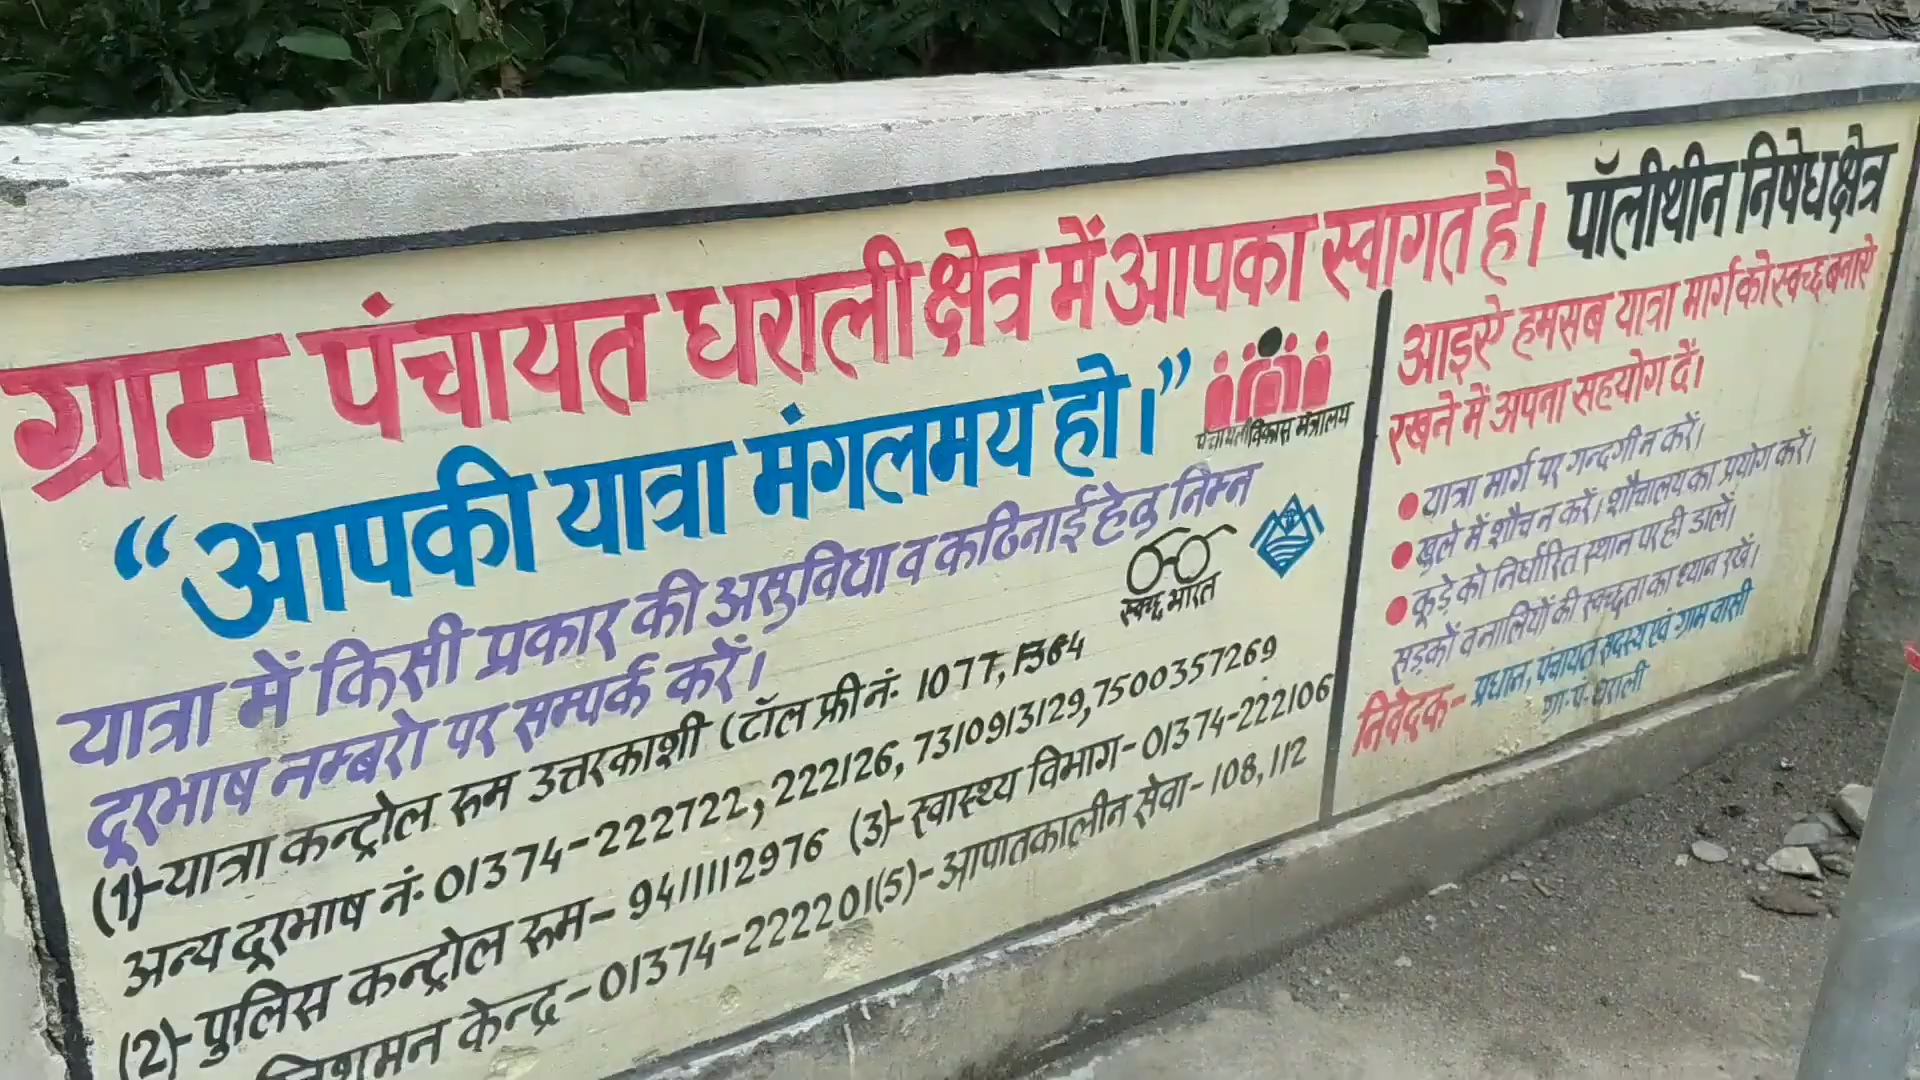 ग्राम पंचायत धराली क्षेत्र में आपका स्वागत है।
"आपकी यात्रा मंगलमय हो।"
पंचायती विकास मंत्रालय
यात्रा में किसी प्रकार की असुविधा व कठिनाई हेतु निम्न
दूरभाष नम्बरो पर सम्पर्क करें।
स्वच्छ भारत
(1)-यात्रा कन्ट्रोल रूम उत्तरकाशी (टॉल फ्री नं. 1077, 1364
अन्य दूरभाष नं. 01374-222722, 222126, 7310913129, 7500357269
(2)-पुलिस कन्ट्रोल रूम- 9411112976 (3)-स्वास्थ्य विभाग-01374-222106
केन्द्र-01374-222201 (5)-आपातकालीन सेवा-108, 112
पॉलीथीन निषेध क्षेत्र
आइऐ हम सब यात्रा मार्ग को स्वच्छ बनाऐ
रखने में अपना सहयोग दें।
● यात्रा मार्ग पर गन्दगी न करें।
● खुले में शौच न करें। शौचालय का प्रयोग करें।
● कूड़े को निर्धारित स्थान पर ही डालें।
सड़कों व नालियों की स्वच्छता का ध्यान रखें।
निवेदक- प्रधान, पंचायत सदस्य एवं ग्राम वासी
ग्रा. पं. धराली